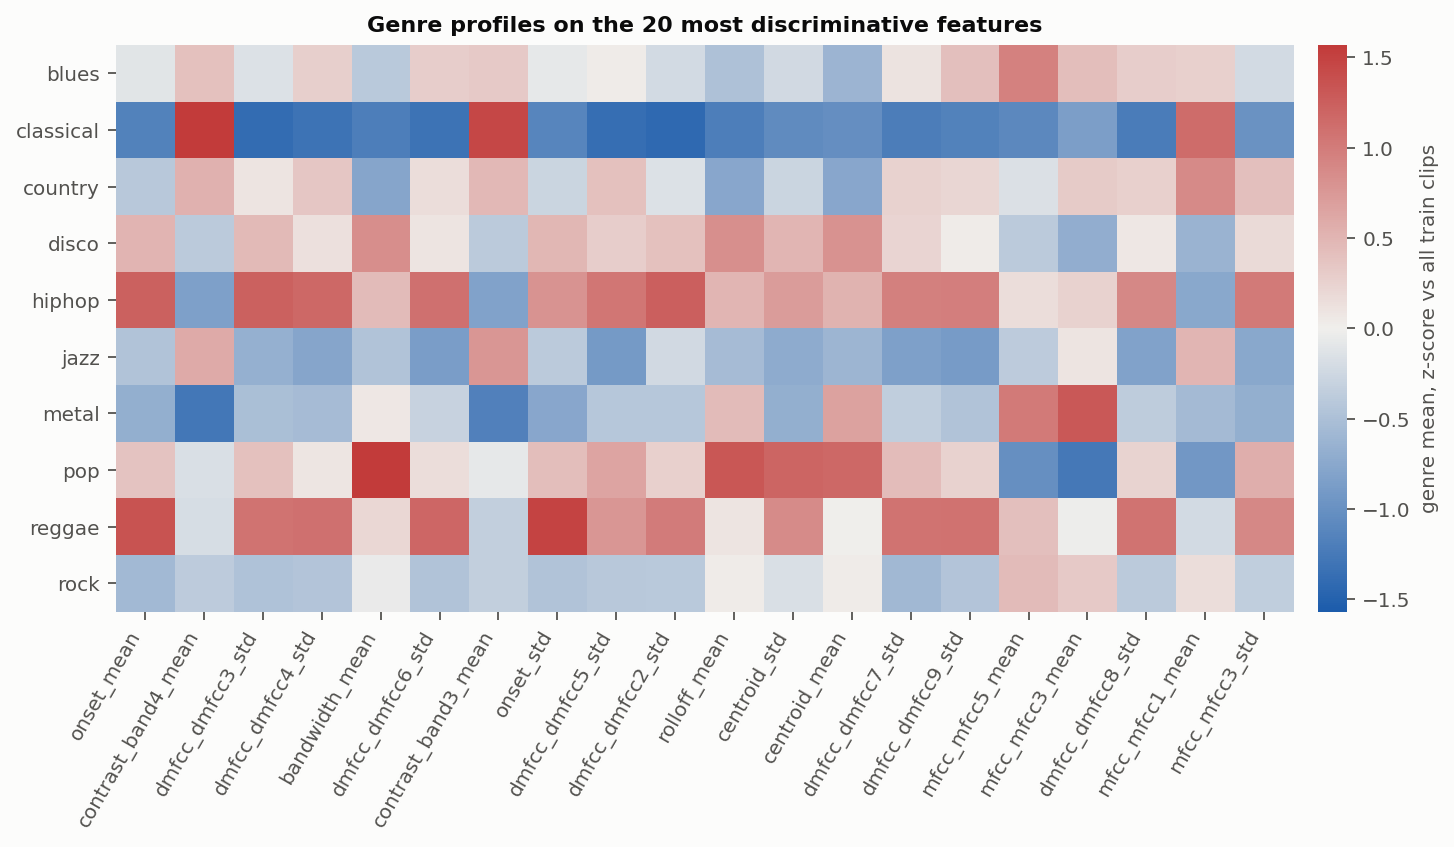 Genre profiles on the 20 most discriminative features
blues
classical
country
disco
hiphop
jazz
metal
pop
reggae
rock
onset_mean
contrast_band4_mean
dmfcc_dmfcc3_std
dmfcc_dmfcc4_std
bandwidth_mean
dmfcc_dmfcc6_std
contrast_band3_mean
onset_std
dmfcc_dmfcc5_std
dmfcc_dmfcc2_std
rolloff_mean
centroid_std
centroid_mean
dmfcc_dmfcc7_std
dmfcc_dmfcc9_std
mfcc_mfcc5_mean
mfcc_mfcc3_mean
dmfcc_dmfcc8_std
mfcc_mfcc1_mean
mfcc_mfcc3_std
1.5
1.0
0.5
0.0
−0.5
−1.0
−1.5
genre mean, z-score vs all train clips